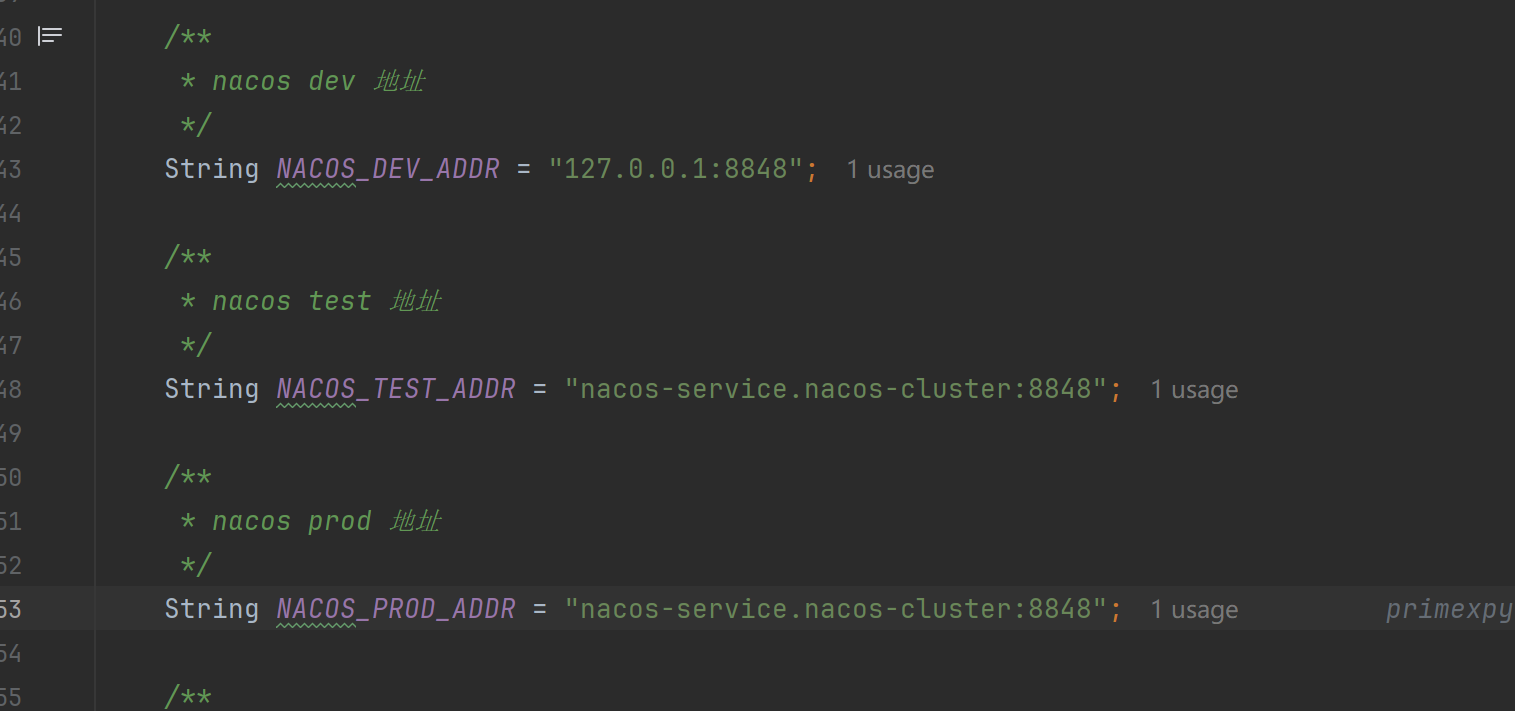 40 /**
41 * nacos dev 地址
42 */
43 String NACOS_DEV_ADDR = "127.0.0.1:8848"; 1 usage
44
45 /**
46 * nacos test 地址
47 */
48 String NACOS_TEST_ADDR = "nacos-service.nacos-cluster:8848"; 1 usage
49
50 /**
51 * nacos prod 地址
52 */
53 String NACOS_PROD_ADDR = "nacos-service.nacos-cluster:8848"; 1 usage primexpy
54
55 /**